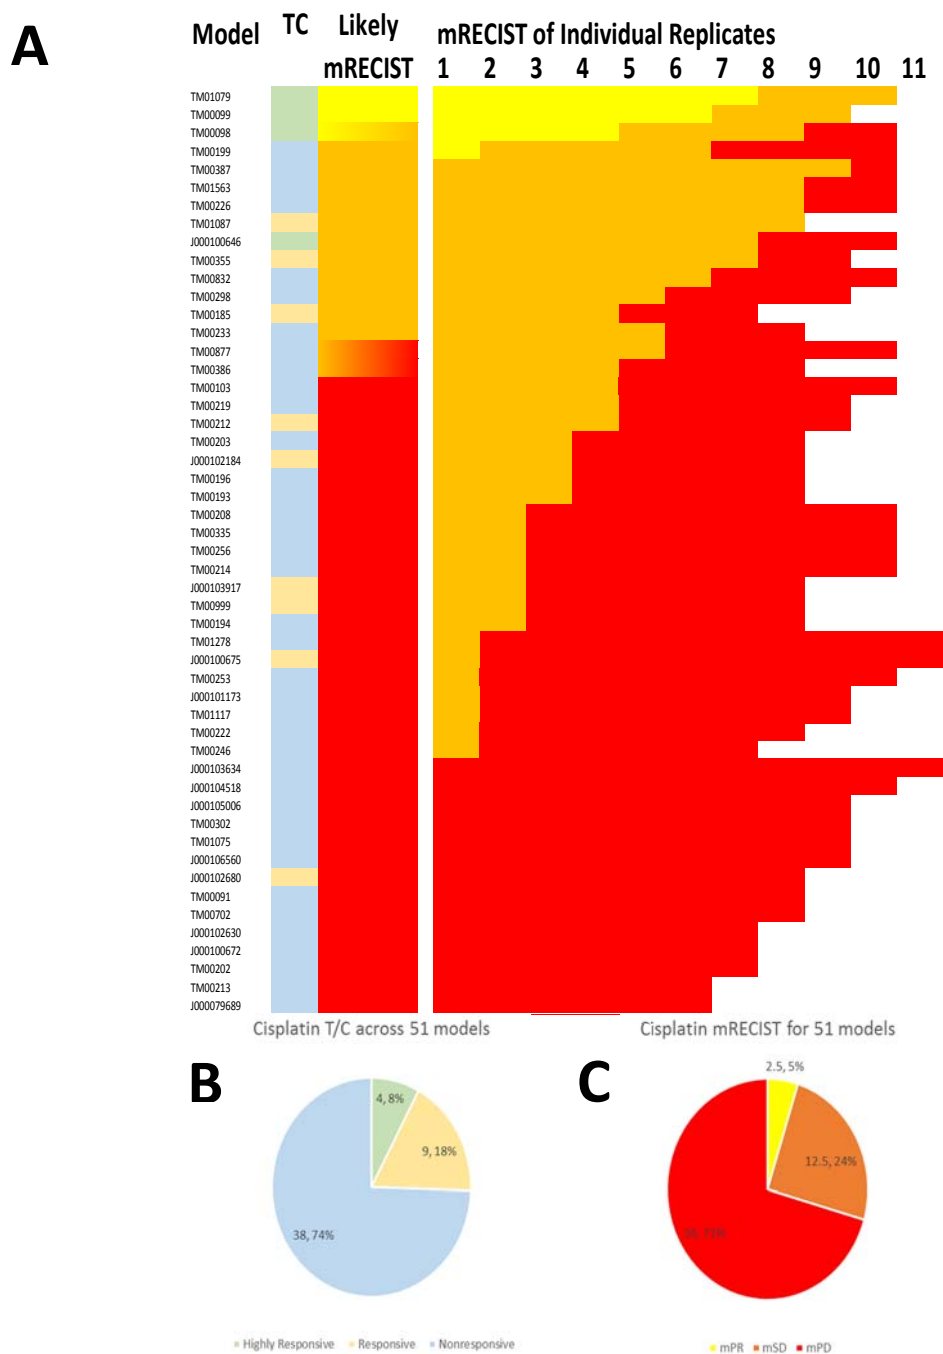 A
Model TC Likely mRECIST of Individual Replicates
mRECIST 1 2 3 4 5 6 7 8 9 10 11
TM01079
TM00099
TM00098
TM00199
TM00387
TM01563
TM00226
TM01087
J000100646
TM00355
TM00832
TM00298
TM00185
TM00233
TM00877
TM00386
TM00103
TM00219
TM00212
TM00203
J000102184
TM00196
TM00193
TM00208
TM00335
TM00256
TM00214
J000103917
TM00999
TM00194
TM01278
J000100675
TM00253
J000101173
TM01117
TM00222
TM00246
J000103634
J000104518
J000105006
TM00302
TM01075
J000106560
J000102680
TM00091
TM00702
J000102630
J000100672
TM00202
TM00213
J000079689
Cisplatin T/C across 51 models
B
4, 8%
9, 18%
38, 74%
Highly Responsive Responsive Nonresponsive
Cisplatin mRECIST for 51 models
C
2.5, 5%
12.5, 24%
mPR mSD mPD